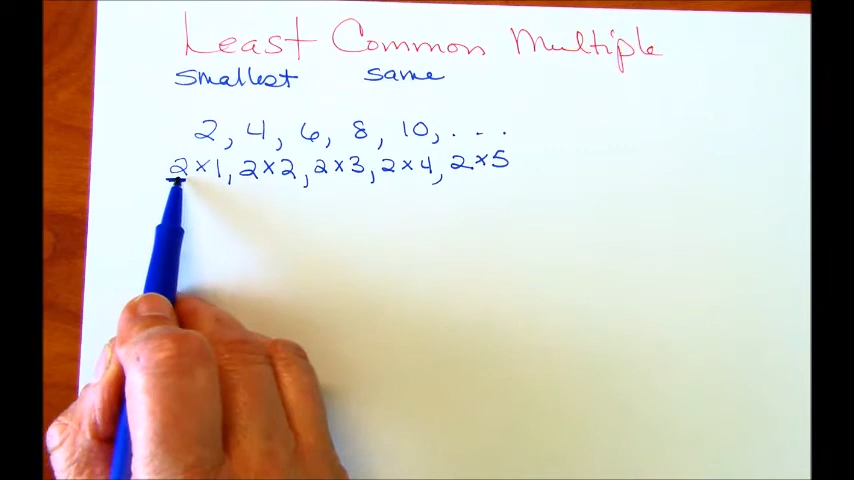 Least Common Multiple
smallest same
2, 4, 6, 8, 10, . . .
2×1, 2×2, 2×3, 2×4, 2×5